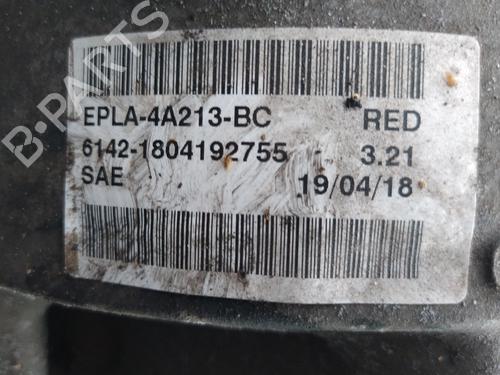 B-PARTS
EPLA-4A213-BC RED
6142-1804192755 3.21
SAE 19/04/18